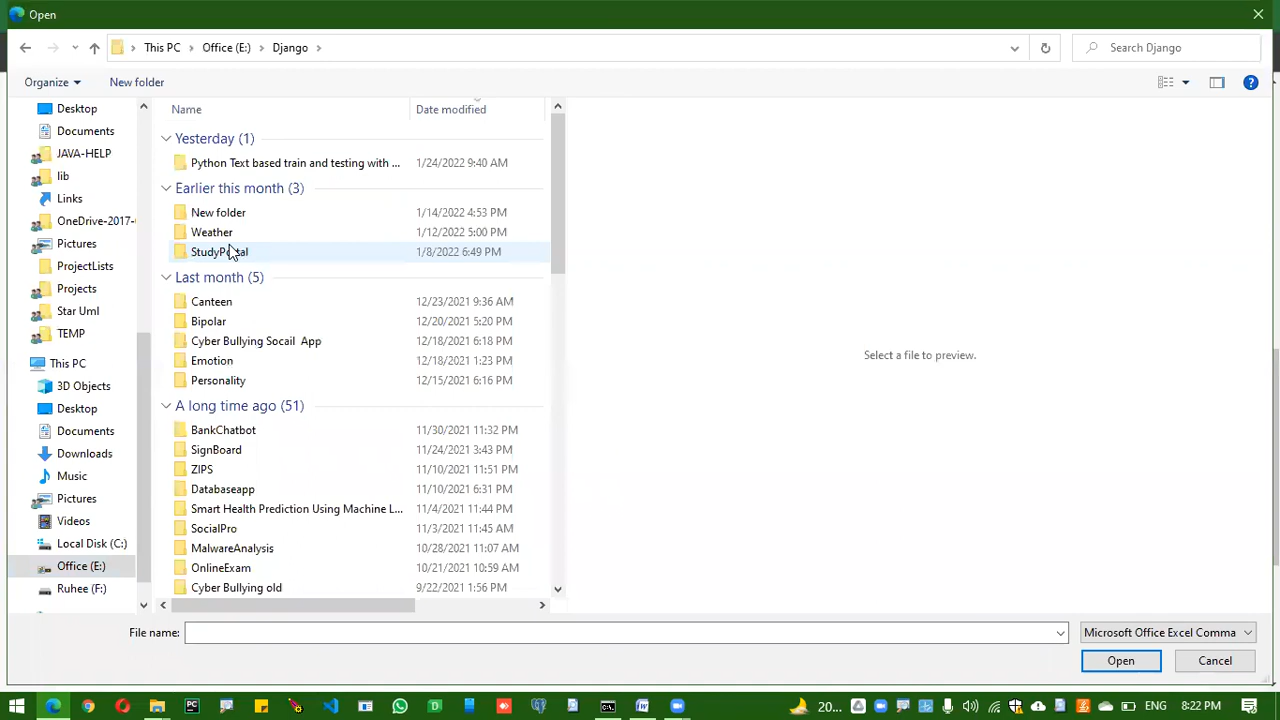 Open
This PC
Office (E:)
Django
Search Django
Organize
New folder
Desktop
Documents
JAVA-HELP
lib
Links
OneDrive-2017-
Pictures
ProjectLists
Projects
Star Uml
TEMP
This PC
3D Objects
Desktop
Documents
Downloads
Music
Pictures
Videos
Local Disk (C:)
Office (E:)
Ruhee (F:)
Name Date modified
Yesterday (1)
Python Text based train and testing with ... 1/24/2022 9:40 AM
Earlier this month (3)
New folder 1/14/2022 4:53 PM
Weather 1/12/2022 5:00 PM
StudyPortal 1/8/2022 6:49 PM
Last month (5)
Canteen 12/23/2021 9:36 AM
Bipolar 12/20/2021 5:20 PM
Cyber Bullying Socail App 12/18/2021 6:18 PM
Emotion 12/18/2021 1:23 PM
Personality 12/15/2021 6:16 PM
A long time ago (51)
BankChatbot 11/30/2021 11:32 PM
SignBoard 11/24/2021 3:43 PM
ZIPS 11/10/2021 11:51 PM
Databaseapp 11/10/2021 6:31 PM
Smart Health Prediction Using Machine L... 11/4/2021 11:44 PM
SocialPro 11/3/2021 11:45 AM
MalwareAnalysis 10/28/2021 11:07 AM
OnlineExam 10/21/2021 10:59 AM
Cyber Bullying old 9/22/2021 1:56 PM
Select a file to preview.
File name:
Microsoft Office Excel Comma
Open
Cancel
20...
ENG
8:22 PM